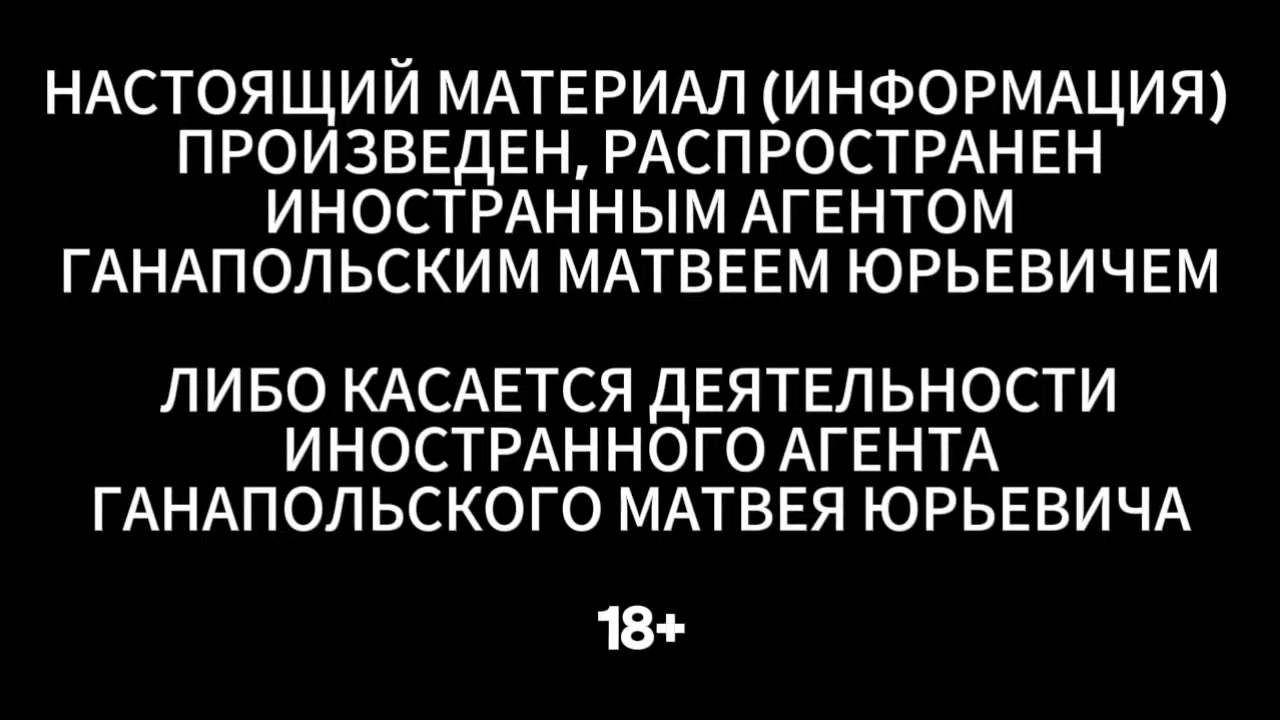 НАСТОЯЩИЙ МАТЕРИАЛ (ИНФОРМАЦИЯ)
ПРОИЗВЕДЕН, РАСПРОСТРАНЕН
ИНОСТРАННЫМ АГЕНТОМ
ГАНАПОЛЬСКИМ МАТВЕЕМ ЮРЬЕВИЧЕМ
ЛИБО КАСАЕТСЯ ДЕЯТЕЛЬНОСТИ
ИНОСТРАННОГО АГЕНТА
ГАНАПОЛЬСКОГО МАТВЕЯ ЮРЬЕВИЧА
18+